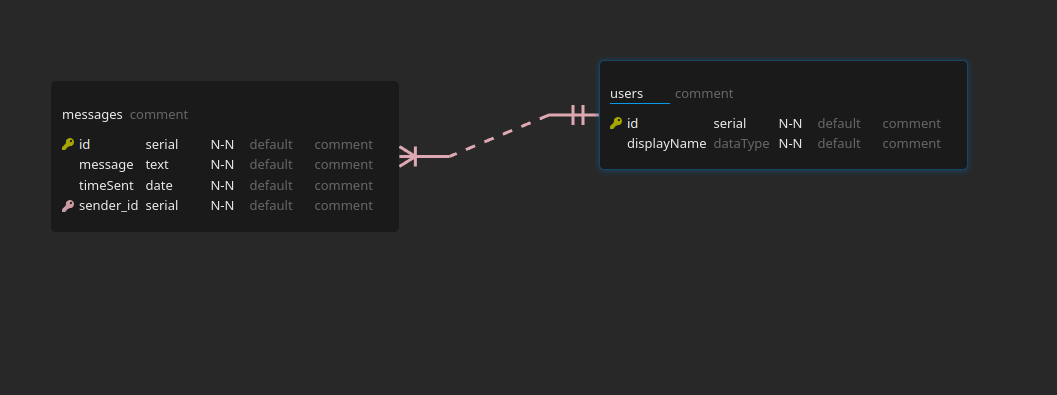 messages comment
id serial N-N default comment
message text N-N default comment
timeSent date N-N default comment
sender_id serial N-N default comment
users comment
id serial N-N default comment
displayName dataType N-N default comment